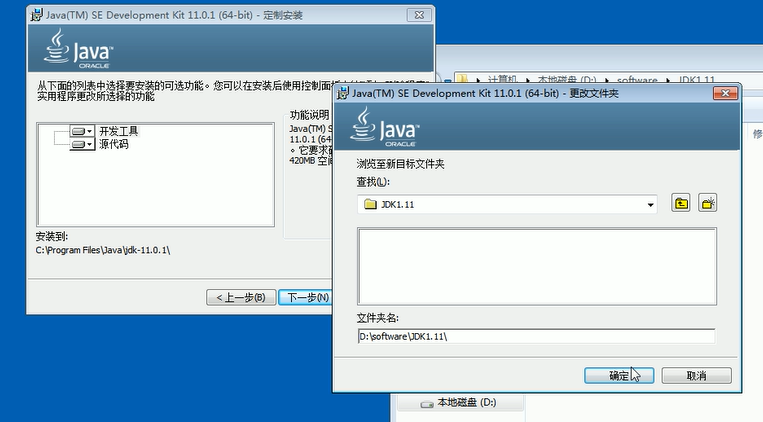 Java(TM) SE Development Kit 11.0.1 (64-bit) - 定制安装
Java
ORACLE
从下面的列表中选择要安装的可选功能。您可以在安装后使用控制面板
实用程序更改所选择的功能
开发工具
源代码
功能说明
Java(TM) SE
11.0.1 (64-
。它要求
420MB 空
安装到:
C:\Program Files\Java\jdk-11.0.1\
< 上一步(B)
下一步(N)
计算机
本地磁盘 (D:)
software
JDK1.11
Java(TM) SE Development Kit 11.0.1 (64-bit) - 更改文件夹
Java
ORACLE
浏览至新目标文件夹
查找(L):
JDK1.11
文件夹名:
D:\software\JDK1.11\
确定
取消
修
本地磁盘 (D:)